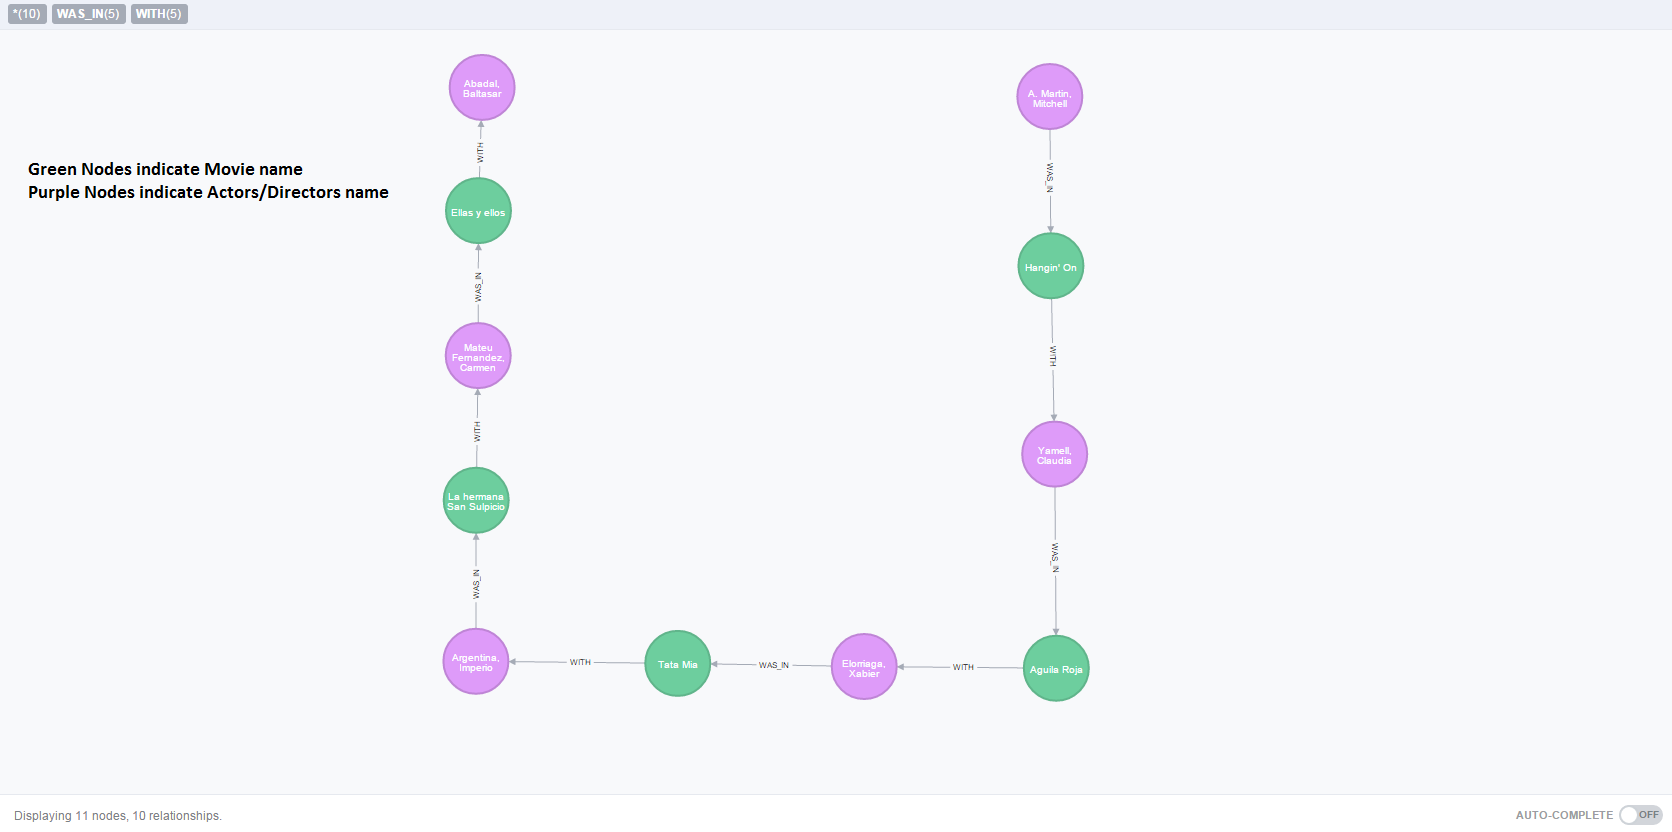 *(10) WAS_IN(5) WITH(5)
Abadal,
Baltasar
A. Martin,
Mitchell
WITH
WAS_IN
Green Nodes indicate Movie name
Purple Nodes indicate Actors/Directors name
Ellas y ellos
Hangin' On
WAS_IN
WITH
Mateu
Fernandez,
Carmen
WITH
Yarnell,
Claudia
La hermana
San Sulpicio
WAS_IN
WAS_IN
Argentina,
Imperio
WITH
Tata Mia
WAS_IN
Elorriaga,
Xabier
WITH
Aguila Roja
Displaying 11 nodes, 10 relationships.
AUTO-COMPLETE OFF